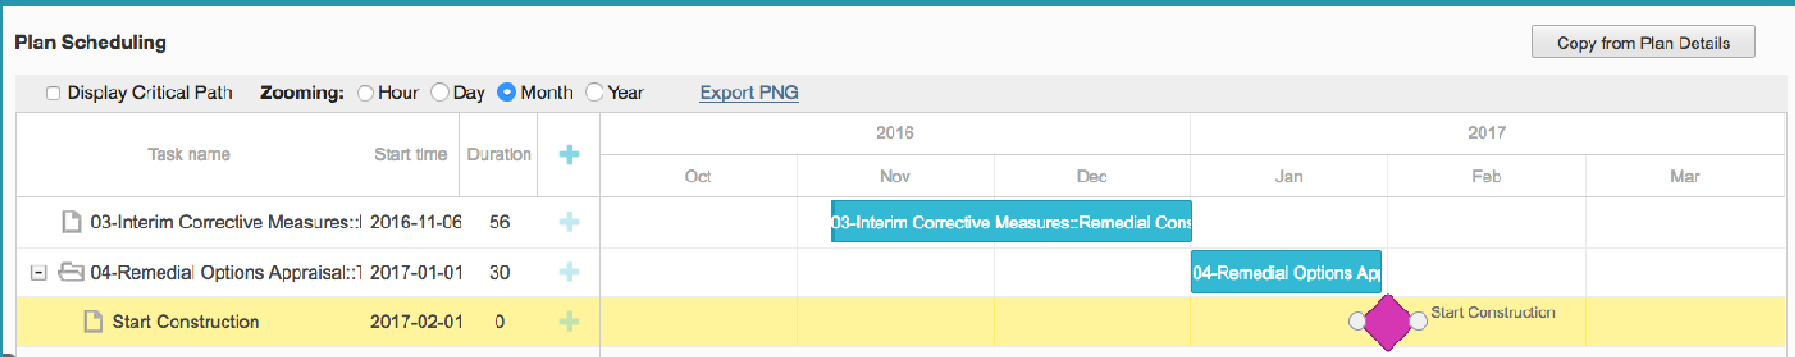 Plan Scheduling
Copy from Plan Details
Display Critical Path Zooming: Hour Day Month Year Export PNG
Task name Start time Duration
2016 2017
Oct Nov Dec Jan Feb Mar
03-Interim Corrective Measures:: 2016-11-06 56 03-Interim Corrective Measures::Remedial Cons
04-Remedial Options Appraisal::T 2017-01-01 30 04-Remedial Options App
Start Construction 2017-02-01 0 Start Construction